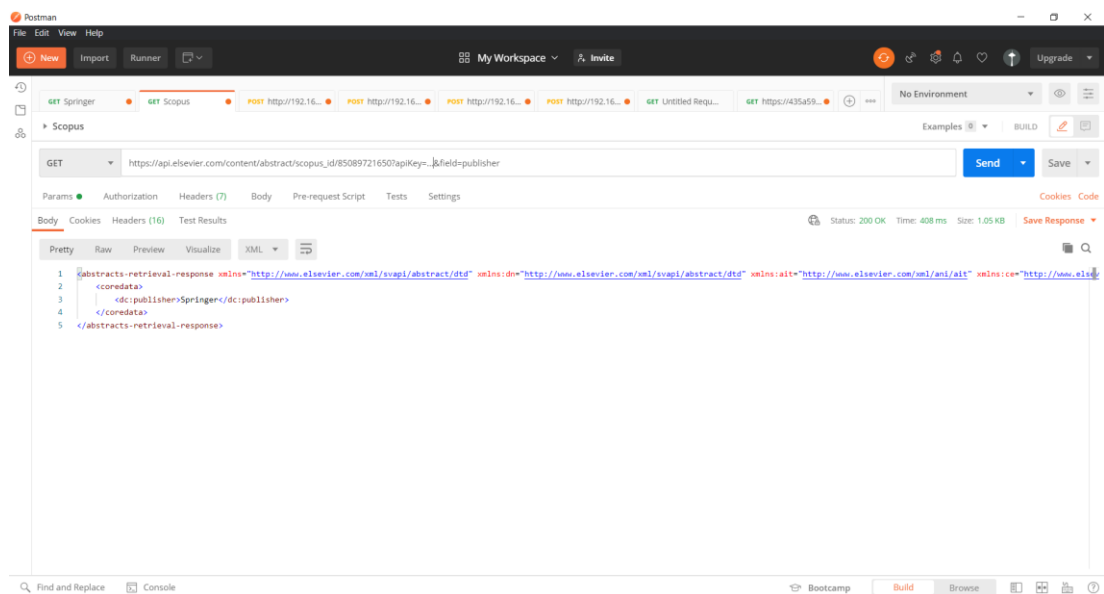 Postman
File Edit View Help
New Import Runner My Workspace Invite Upgrade
GET Springer GET Scopus POST http://192.16... POST http://192.16... POST http://192.16... POST http://192.16... GET Untitled Requ... GET https://435a59... No Environment
Scopus Examples 0 BUILD
GET https://api.elsevier.com/content/abstract/scopus_id/85089721650?apiKey=...&field=publisher Send Save
Params Authorization Headers (7) Body Pre-request Script Tests Settings Cookies Code
Body Cookies Headers (16) Test Results Status: 200 OK Time: 408 ms Size: 1.05 KB Save Response
Pretty Raw Preview Visualize XML
1 <abstracts-retrieval-response xmlns="http://www.elsevier.com/xml/svapi/abstract/dtd" xmlns:dn="http://www.elsevier.com/xml/svapi/abstract/dtd" xmlns:ait="http://www.elsevier.com/xml/ani/ait" xmlns:ce="http://www.elsev
2 <coredata>
3 <dc:publisher>Springer</dc:publisher>
4 </coredata>
5 </abstracts-retrieval-response>
Find and Replace Console Bootcamp Build Browse